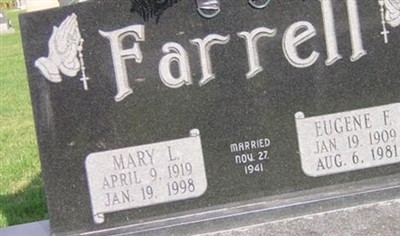 Farrell
MARY L.
APRIL 9, 1919
JAN. 19, 1998
MARRIED
NOV. 27,
1941
EUGENE F.
JAN. 19, 1909
AUG. 6, 1981